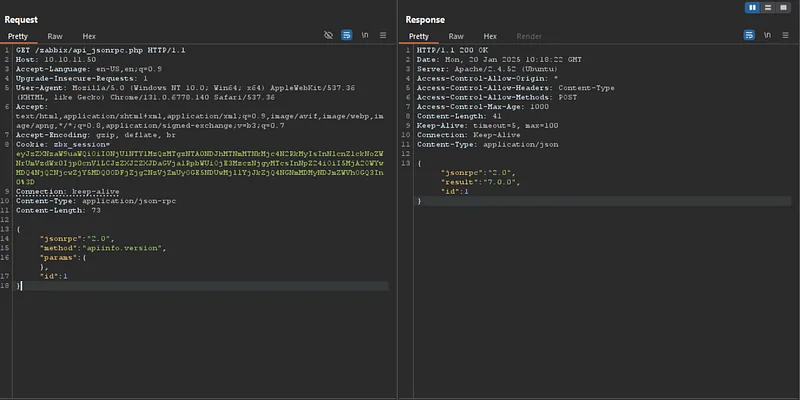 Request
Pretty Raw Hex
\n
1 GET /zabbix/api_jsonrpc.php HTTP/1.1
2 Host: 10.10.11.50
3 Accept-Language: en-US,en;q=0.9
4 Upgrade-Insecure-Requests: 1
5 User-Agent: Mozilla/5.0 (Windows NT 10.0; Win64; x64) AppleWebKit/537.36
(KHTML, like Gecko) Chrome/131.0.6778.140 Safari/537.36
6 Accept:
text/html,application/xhtml+xml,application/xml;q=0.9,image/avif,image/webp,im
age/apng,*/*;q=0.8,application/signed-exchange;v=b3;q=0.7
7 Accept-Encoding: gzip, deflate, br
8 Cookie: zbx_session=
9 Connection: keep-alive
10 Content-Type: application/json-rpc
11 Content-Length: 73
12
13 {
14 "jsonrpc":"2.0",
15 "method":"apiinfo.version",
16 "params":{
},
17 "id":1
18 }
Response
Pretty Raw Hex Render
\n
1 HTTP/1.1 200 OK
2 Date: Mon, 20 Jan 2025 10:18:22 GMT
3 Server: Apache/2.4.52 (Ubuntu)
4 Access-Control-Allow-Origin: *
5 Access-Control-Allow-Headers: Content-Type
6 Access-Control-Allow-Methods: POST
7 Access-Control-Max-Age: 1000
8 Content-Length: 41
9 Keep-Alive: timeout=5, max=100
10 Connection: Keep-Alive
11 Content-Type: application/json
12
13 {
"jsonrpc":"2.0",
"result":"7.0.0",
"id":1
}